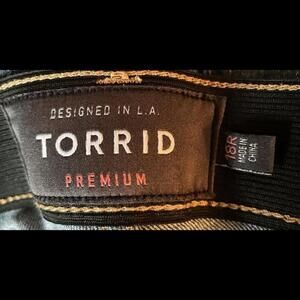 DESIGNED IN L.A.
TORRID
PREMIUM
18R
MADE IN
CHINA